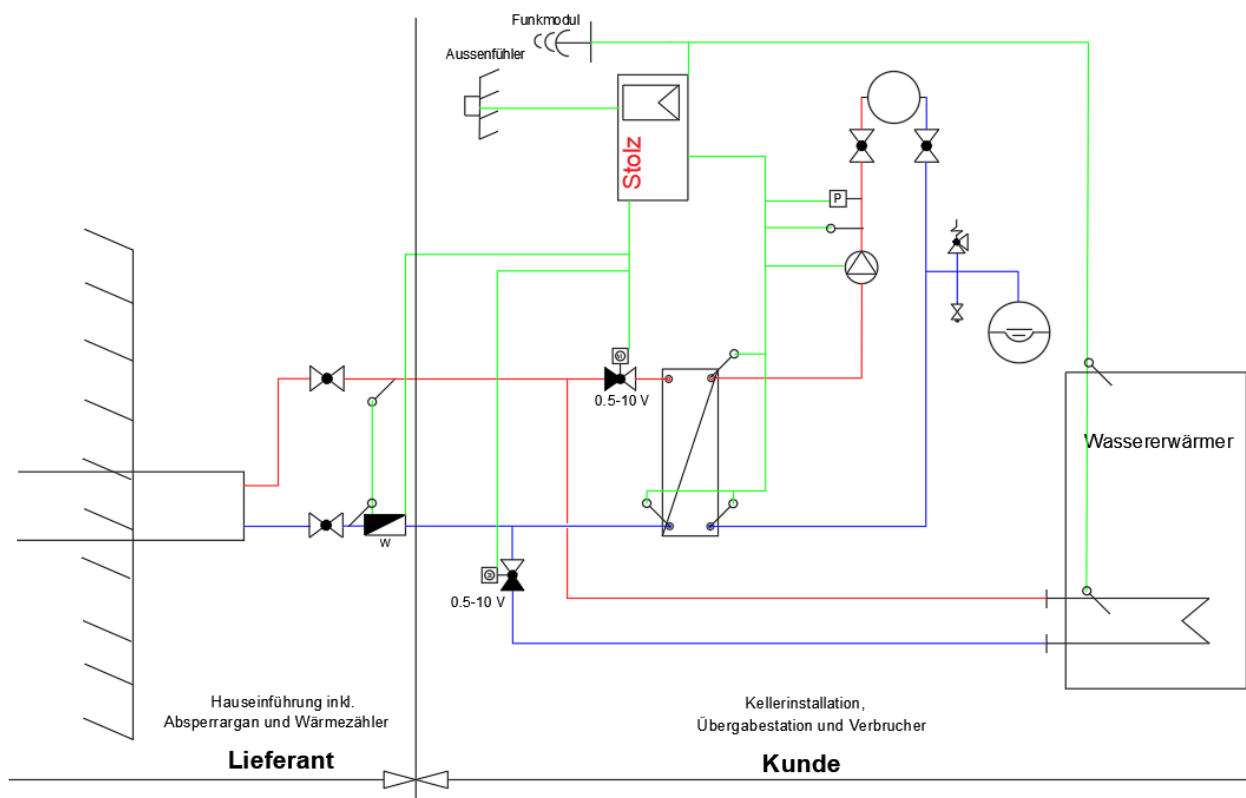 Funkmodul
Aussenfühler
Stolz
P
M
0.5-10 V
Wassererwärmer
W
0.5-10 V
Hauseinführung inkl.
Absperrargan und Wärmezähler
Kellerinstallation,
Übergabestation und Verbrucher
Lieferant
Kunde